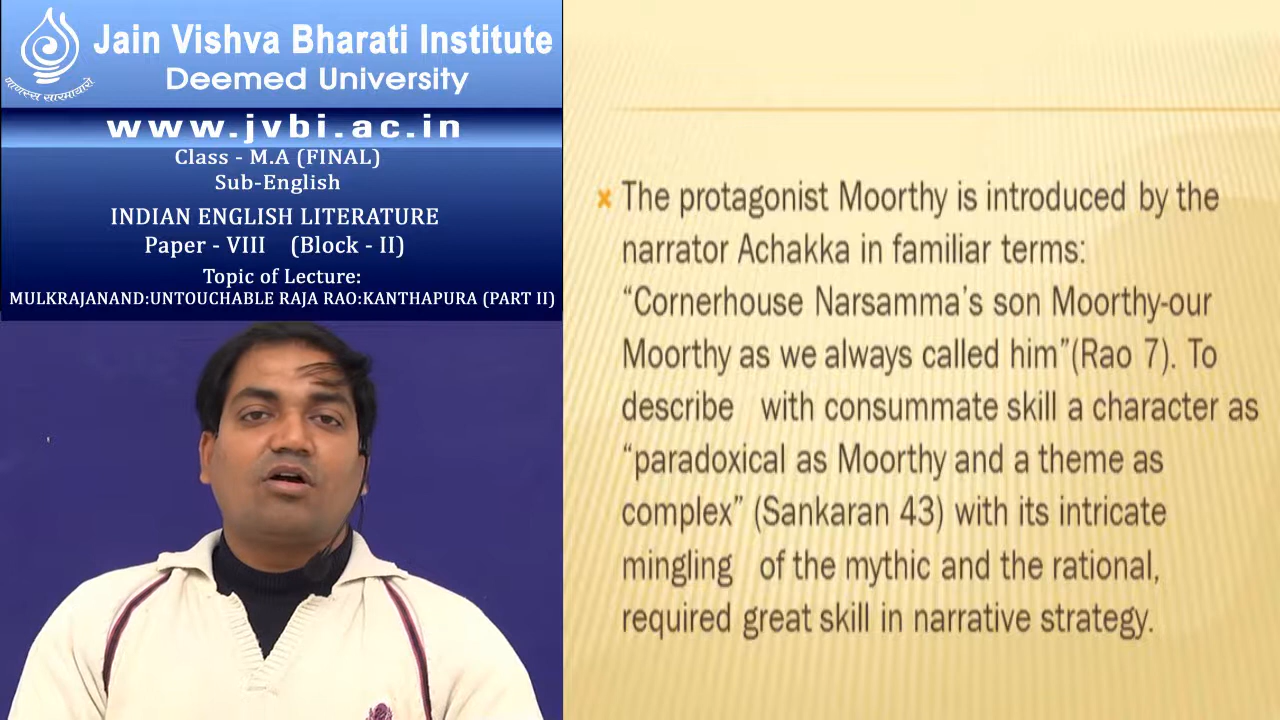 Jain Vishva Bharati Institute
Deemed University
णाणस्स सारमायारो
www.jvbi.ac.in
Class - M.A (FINAL)
Sub-English
INDIAN ENGLISH LITERATURE
Paper - VIII (Block - II)
Topic of Lecture:
MULKRAJANAND:UNTOUCHABLE RAJA RAO:KANTHAPURA (PART II)
The protagonist Moorthy is introduced by the
narrator Achakka in familiar terms:
“Cornerhouse Narsamma’s son Moorthy-our
Moorthy as we always called him”(Rao 7). To
describe with consummate skill a character as
“paradoxical as Moorthy and a theme as
complex” (Sankaran 43) with its intricate
mingling of the mythic and the rational,
required great skill in narrative strategy.